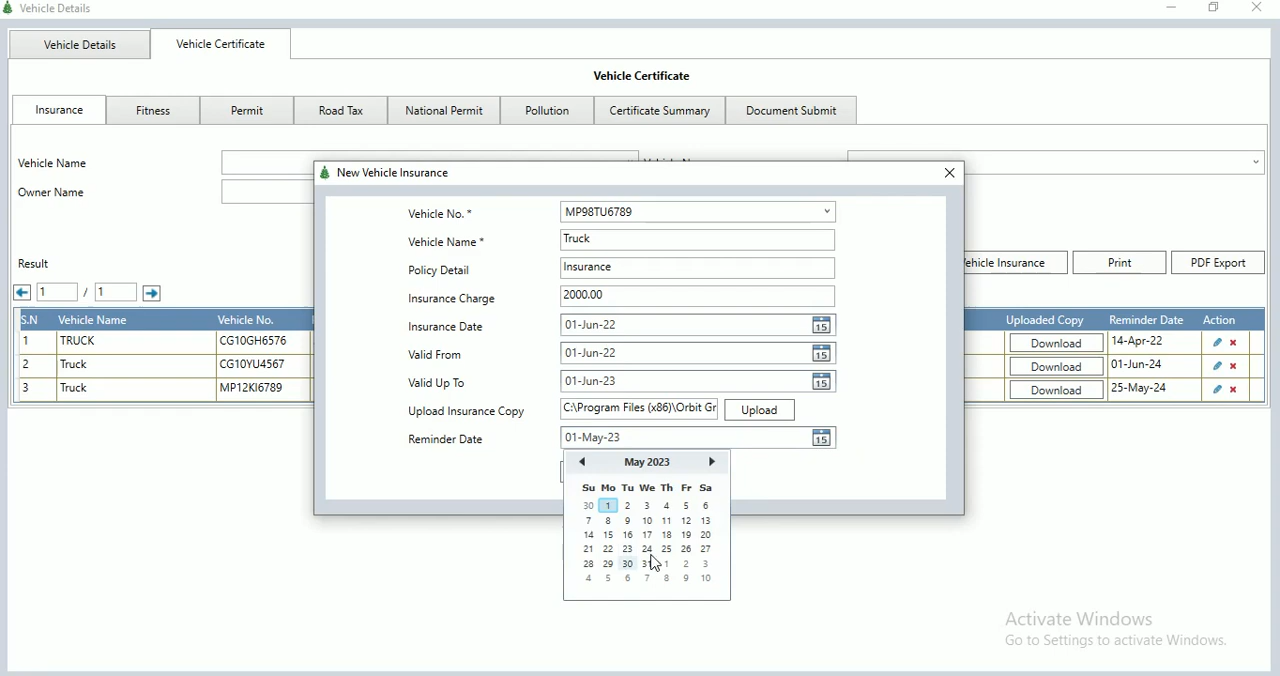 Vehicle Details
Vehicle Details
Vehicle Certificate
Vehicle Certificate
Insurance
Fitness
Permit
Road Tax
National Permit
Pollution
Certificate Summary
Document Submit
Vehicle Name
Owner Name
Result
1 / 1
Vehicle Insurance
Print
PDF Export
S.N Vehicle Name Vehicle No. Uploaded Copy Reminder Date Action
1 TRUCK CG10GH6576 Download 14-Apr-22
2 Truck CG10YU4567 Download 01-Jun-24
3 Truck MP12KI6789 Download 25-May-24
New Vehicle Insurance
Vehicle No. * MP98TU6789
Vehicle Name * Truck
Policy Detail Insurance
Insurance Charge 2000.00
Insurance Date 01-Jun-22 15
Valid From 01-Jun-22 15
Valid Up To 01-Jun-23 15
Upload Insurance Copy C:\Program Files (x86)\Orbit Gr Upload
Reminder Date 01-May-23 15
May 2023
Su Mo Tu We Th Fr Sa
30 1 2 3 4 5 6
7 8 9 10 11 12 13
14 15 16 17 18 19 20
21 22 23 24 25 26 27
28 29 30 31 1 2 3
4 5 6 7 8 9 10
Activate Windows
Go to Settings to activate Windows.